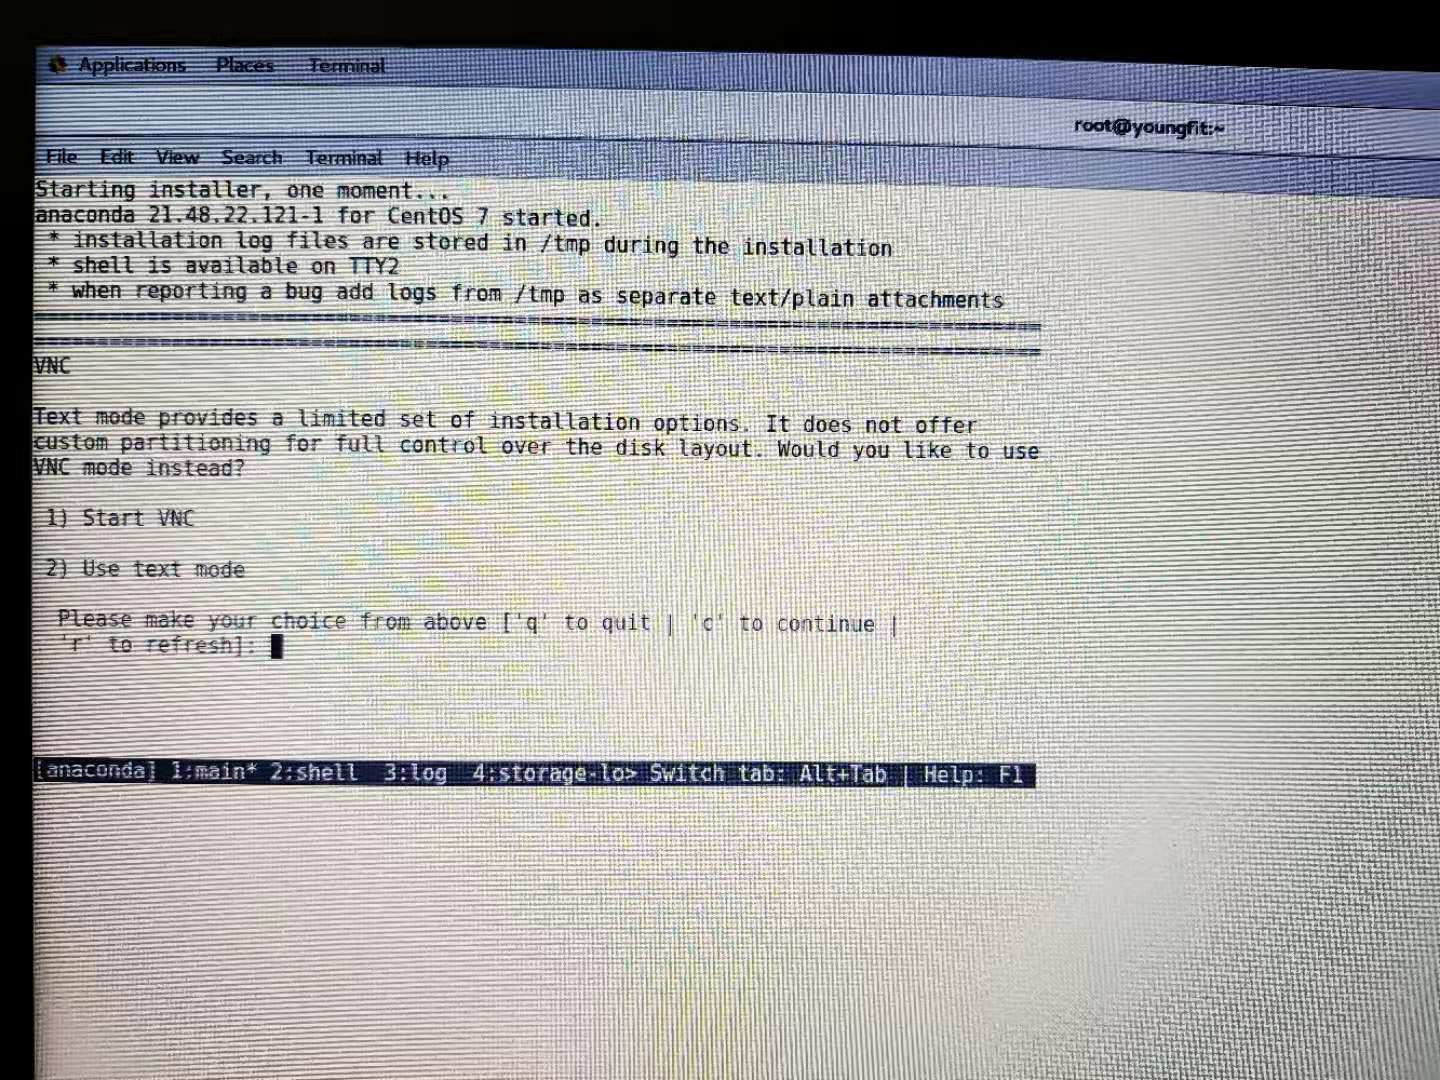 Applications Places Terminal
root@youngfit:~
File Edit View Search Terminal Help
Starting installer, one moment...
anaconda 21.48.22.121-1 for CentOS 7 started.
* installation log files are stored in /tmp during the installation
* shell is available on TTY2
* when reporting a bug add logs from /tmp as separate text/plain attachments
================================================================================
================================================================================
VNC
Text mode provides a limited set of installation options. It does not offer
custom partitioning for full control over the disk layout. Would you like to use
VNC mode instead?
1) Start VNC
2) Use text mode
Please make your choice from above ['q' to quit | 'c' to continue |
'r' to refresh]:
[anaconda] 1:main* 2:shell 3:log 4:storage-lo> Switch tab: Alt+Tab | Help: F1